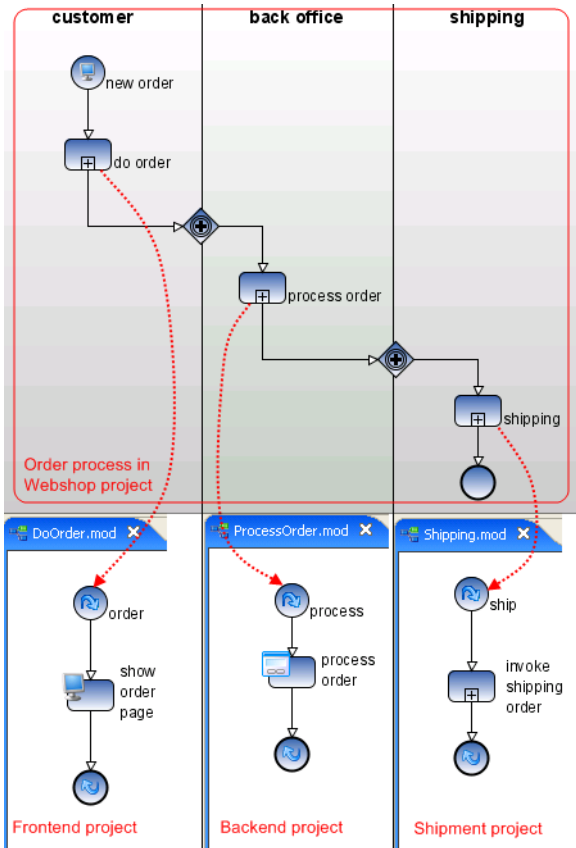 customer
back office
shipping
new order
do order
process order
shipping
Order process in
Webshop project
DoOrder.mod
ProcessOrder.mod
Shipping.mod
order
process
ship
show
order
page
process
order
invoke
shipping
order
Frontend project
Backend project
Shipment project